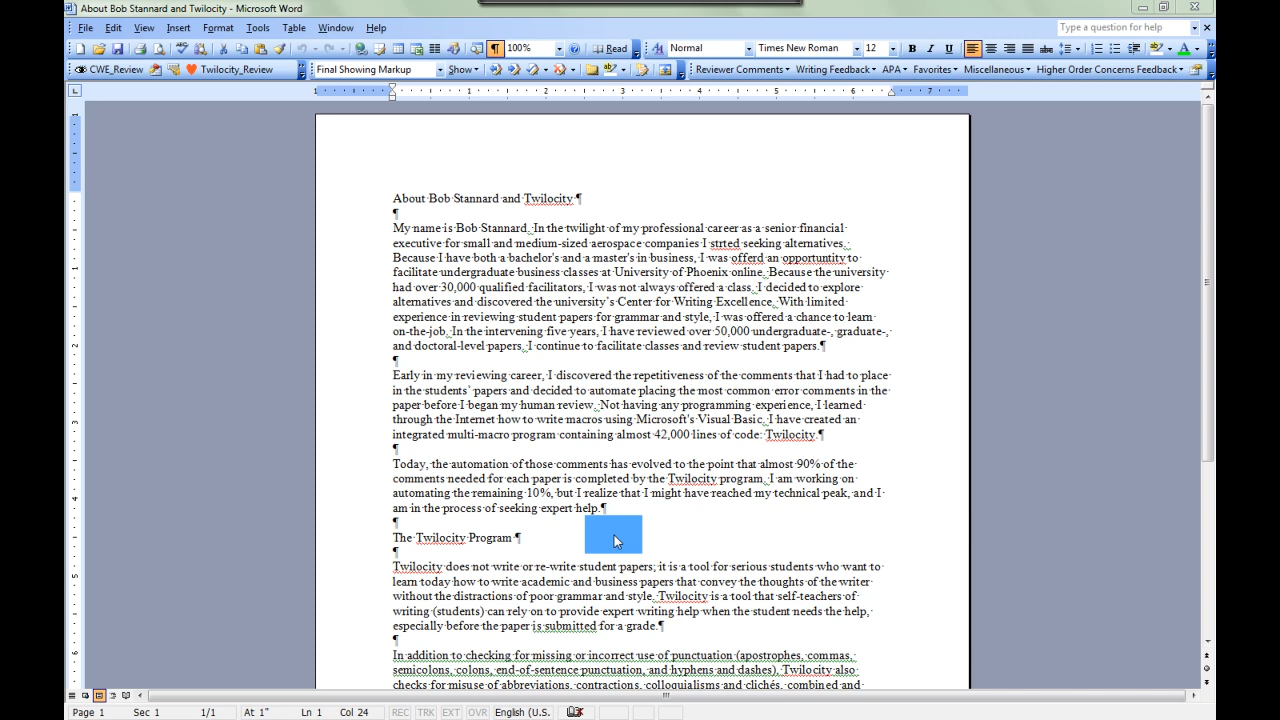 About Bob Stannard and Twilocity - Microsoft Word
File Edit View Insert Format Tools Table Window Help
Type a question for help
100% Read Normal Times New Roman 12 B I U abc
CWE_Review Twilocity_Review Final Showing Markup Show Reviewer Comments Writing Feedback APA Favorites Miscellaneous Higher Order Concerns Feedback
1 1 2 3 4 5 6 7
About Bob Stannard and Twilocity ¶
¶
My name is Bob Stannard. In the twilight of my professional career as a senior financial
executive for small and medium-sized aerospace companies I strted seeking alternatives.
Because I have both a bachelor's and a master's in business, I was offerd an opportuntity to
facilitate undergraduate business classes at University of Phoenix online. Because the university
had over 30,000 qualified facilitators, I was not always offered a class. I decided to explore
alternatives and discovered the university's Center for Writing Excellence. With limited
experience in reviewing student papers for grammar and style, I was offered a chance to learn
on-the-job. In the intervening five years, I have reviewed over 50,000 undergraduate-, graduate-,
and doctoral-level papers. I continue to facilitate classes and review student papers.¶
¶
Early in my reviewing career, I discovered the repetitiveness of the comments that I had to place
in the students' papers and decided to automate placing the most common error comments in the
paper before I began my human review. Not having any programming experience, I learned
through the Internet how to write macros using Microsoft's Visual Basic. I have created an
integrated multi-macro program containing almost 42,000 lines of code: Twilocity.¶
¶
Today, the automation of those comments has evolved to the point that almost 90% of the
comments needed for each paper is completed by the Twilocity program. I am working on
automating the remaining 10%, but I realize that I might have reached my technical peak, and I
am in the process of seeking expert help.¶
¶
The Twilocity Program ¶
¶
Twilocity does not write or re-write student papers; it is a tool for serious students who want to
learn today how to write academic and business papers that convey the thoughts of the writer
without the distractions of poor grammar and style. Twilocity is a tool that self-teachers of
writing (students) can rely on to provide expert writing help when the student needs the help,
especially before the paper is submitted for a grade.¶
¶
In addition to checking for missing or incorrect use of punctuation (apostrophes, commas,
semicolons, colons, end-of-sentence punctuation, and hyphens and dashes), Twilocity also
checks for misuse of abbreviations, contractions, colloquialisms and clichés, combined and
Page 1 Sec 1 1/1 At 1" Ln 1 Col 24 REC TRK EXT OVR English (U.S.